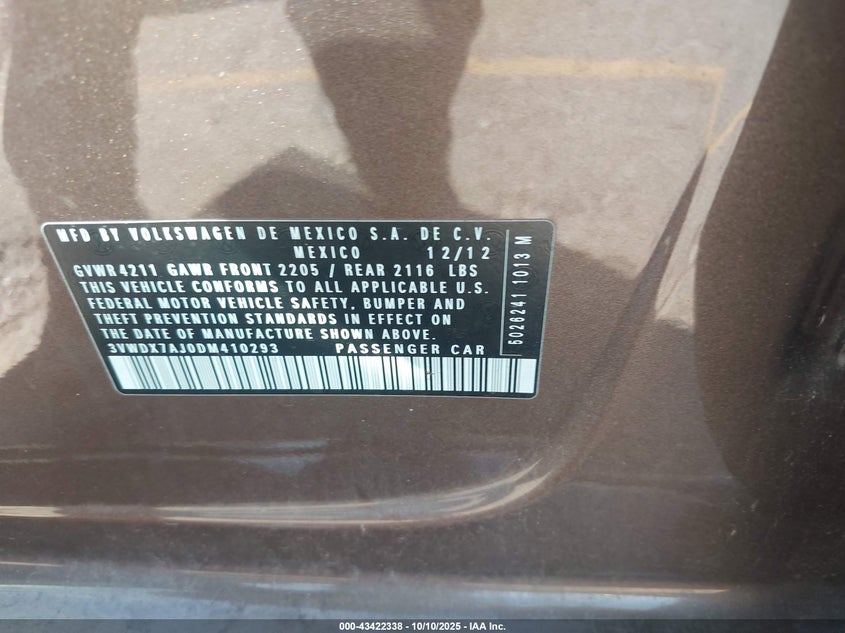 MFD BY VOLKSWAGEN DE MEXICO S.A. DE C.V.
MEXICO 12/12
GVWR 4211 GAWR FRONT 2205 / REAR 2116 LBS
THIS VEHICLE CONFORMS TO ALL APPLICABLE U.S.
FEDERAL MOTOR VEHICLE SAFETY, BUMPER AND
THEFT PREVENTION STANDARDS IN EFFECT ON
THE DATE OF MANUFACTURE SHOWN ABOVE.
3VWDX7AJ0DM410293 PASSENGER CAR
5026241 1013 M
000-43422338 - 10/10/2025 - IAA Inc.